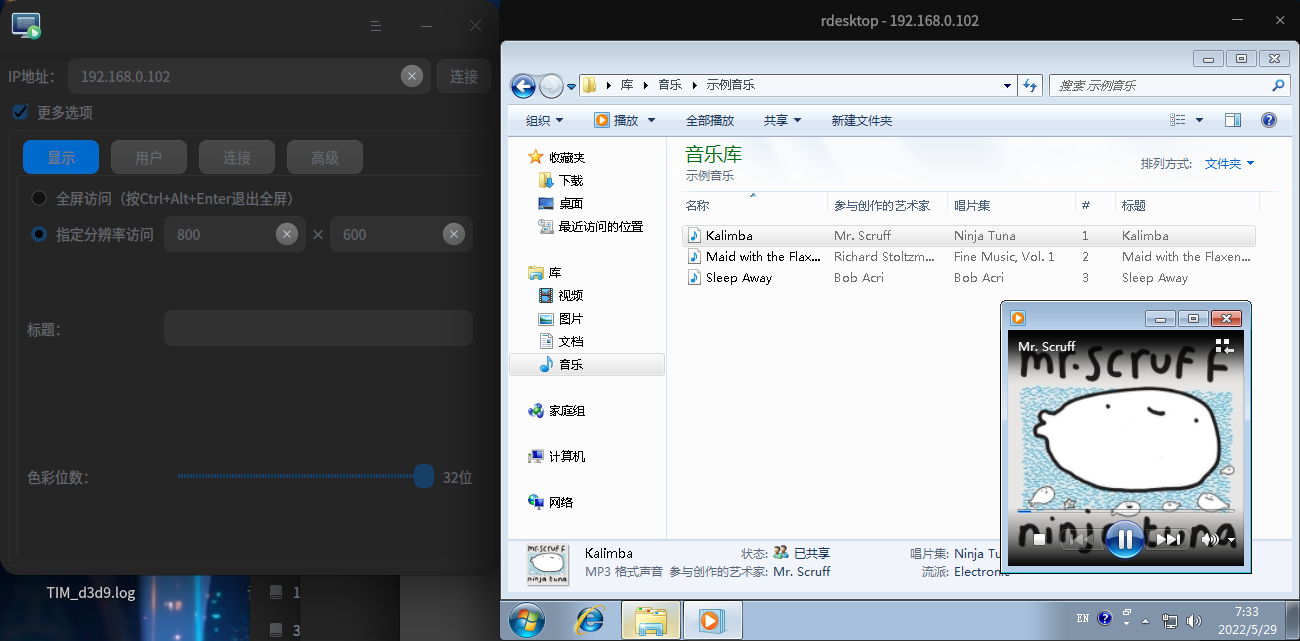 IP地址： 192.168.0.102 连接
更多选项
显示 用户 连接 高级
全屏访问（按Ctrl+Alt+Enter退出全屏）
指定分辨率访问 800 × 600
标题：
色彩位数： 32位
TIM_d3d9.log
1
3
rdesktop - 192.168.0.102
库 音乐 示例音乐
搜索 示例音乐
组织 播放 全部播放 共享 新建文件夹
收藏夹
下载
桌面
最近访问的位置
库
视频
图片
文档
音乐
家庭组
计算机
网络
音乐库
示例音乐
排列方式: 文件夹
名称 参与创作的艺术家 唱片集 # 标题
Kalimba Mr. Scruff Ninja Tuna 1 Kalimba
Maid with the Flax... Richard Stoltzm... Fine Music, Vol. 1 2 Maid with the Flaxen...
Sleep Away Bob Acri Bob Acri 3 Sleep Away
Mr. Scruff
mr.scruff
ninja tuna
mr.scruff
ninja tuna
Kalimba 状态: 已共享 唱片集: Ninja Tu
MP3 格式声音 参与创作的艺术家: Mr. Scruff 流派: Electronic
EN
7:33
2022/5/29